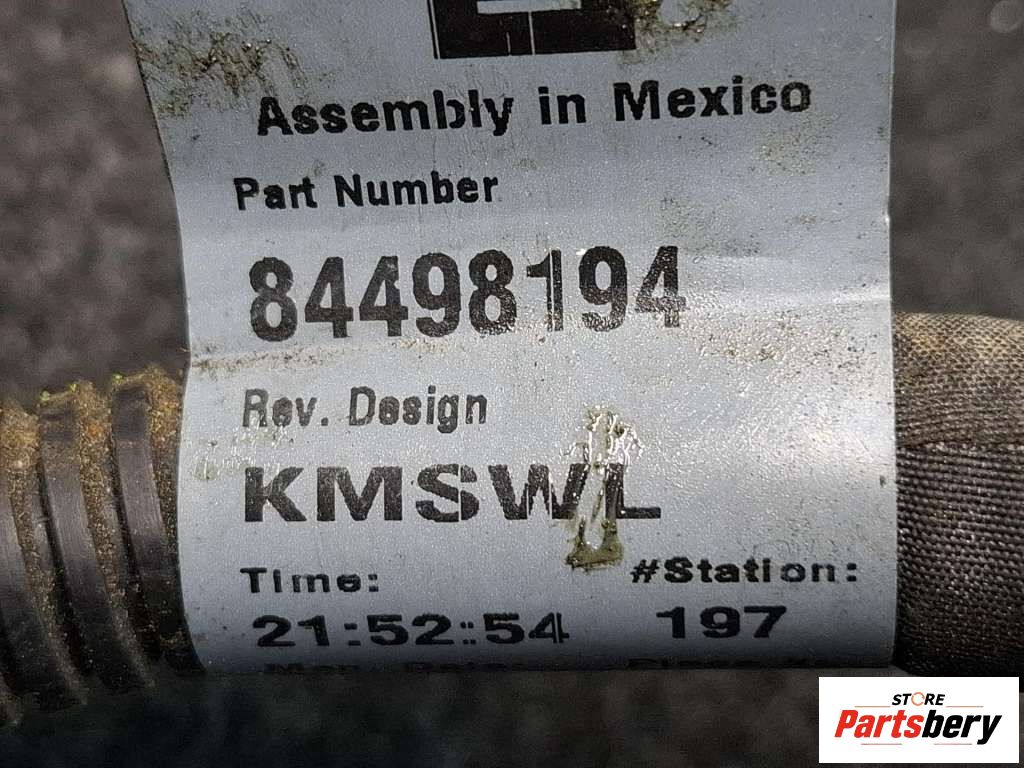 Assembly in Mexico
Part Number
84498194
Rev. Design
KMSWL
Time: #Station:
21:52:54 197
STORE
Partsbery